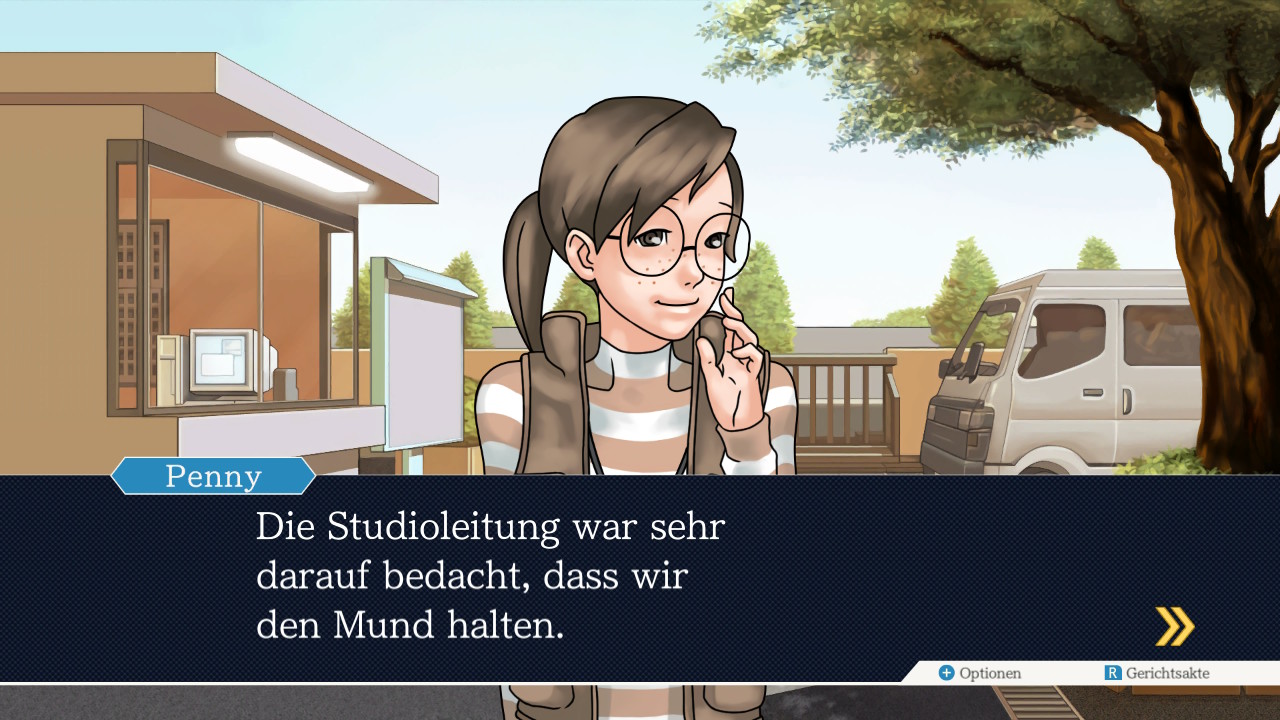 Penny
Die Studioleitung war sehr
darauf bedacht, dass wir
den Mund halten.
+ Optionen
R Gerichtsakte